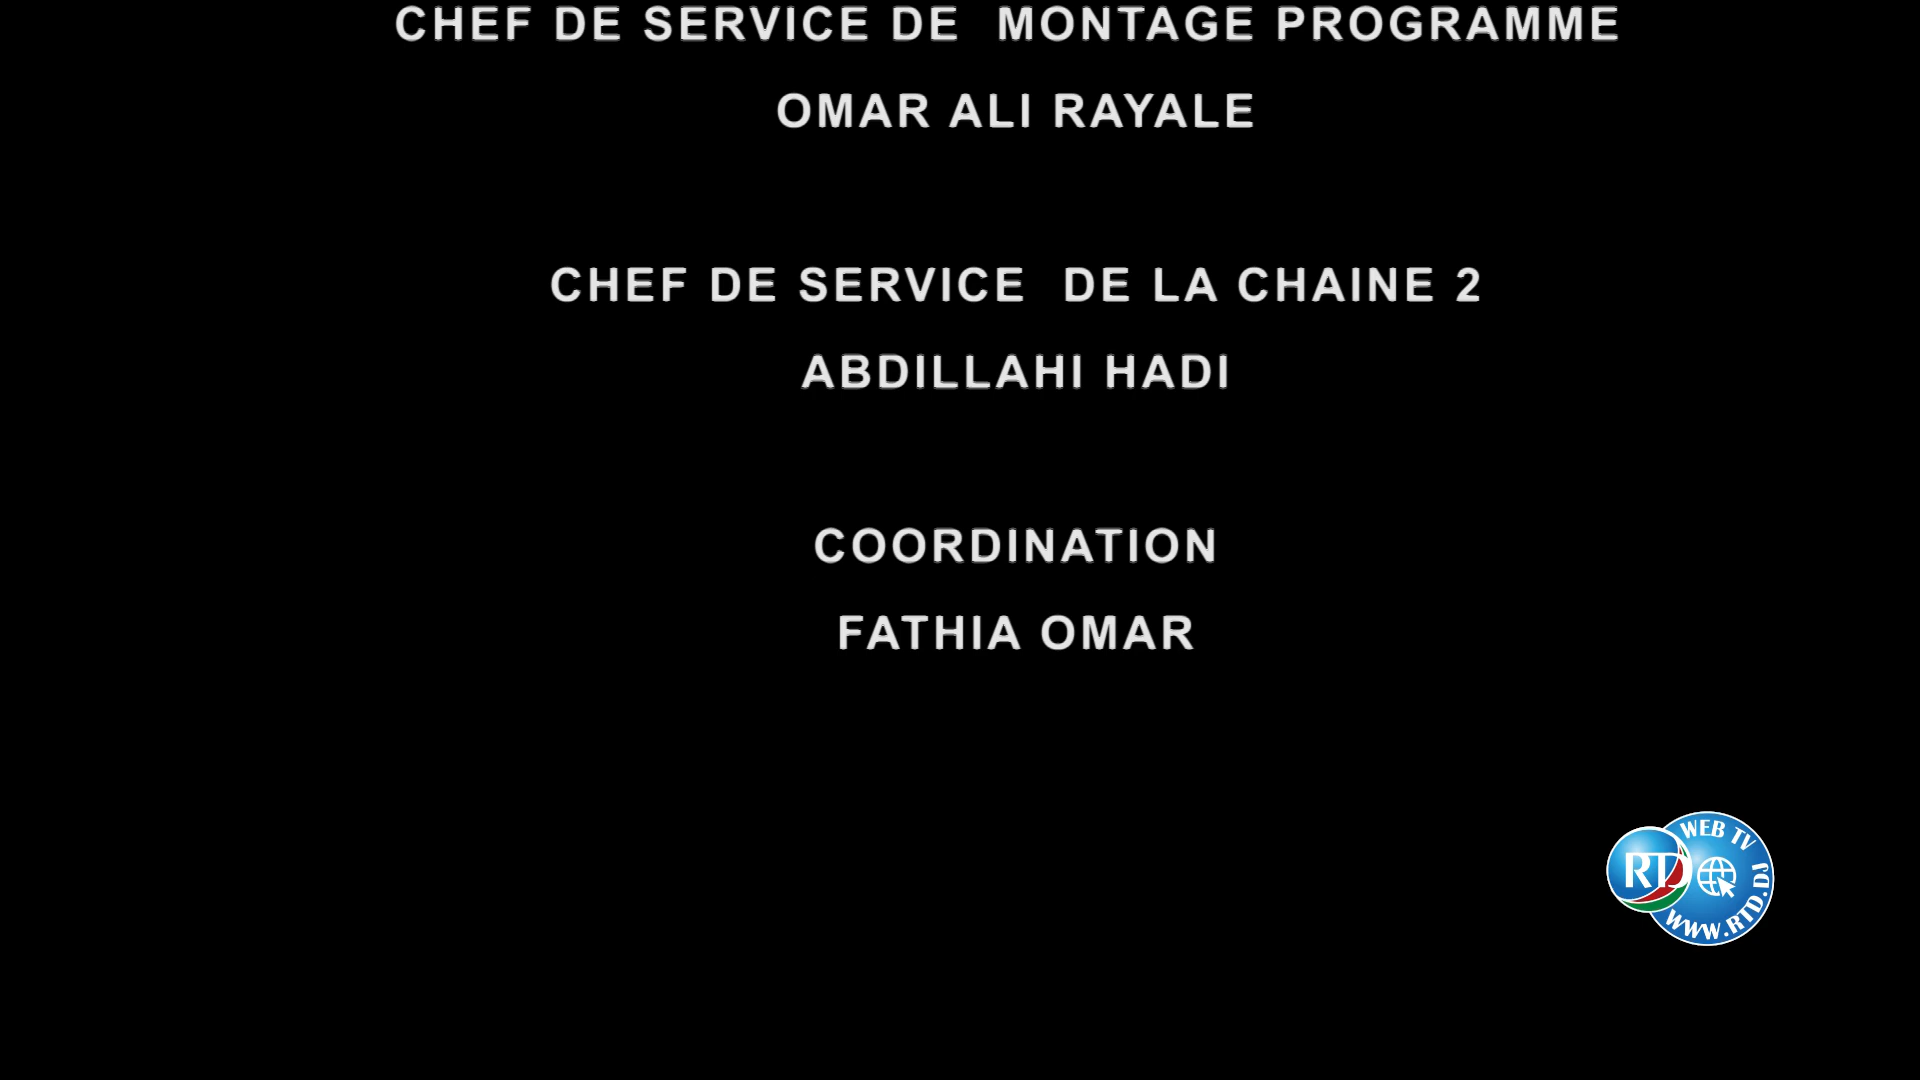 CHEF DE SERVICE DE MONTAGE PROGRAMME
OMAR ALI RAYALE
CHEF DE SERVICE DE LA CHAINE 2
ABDILLAHI HADI
COORDINATION
FATHIA OMAR
WEB TV
RTD
WWW.RTD.DJ